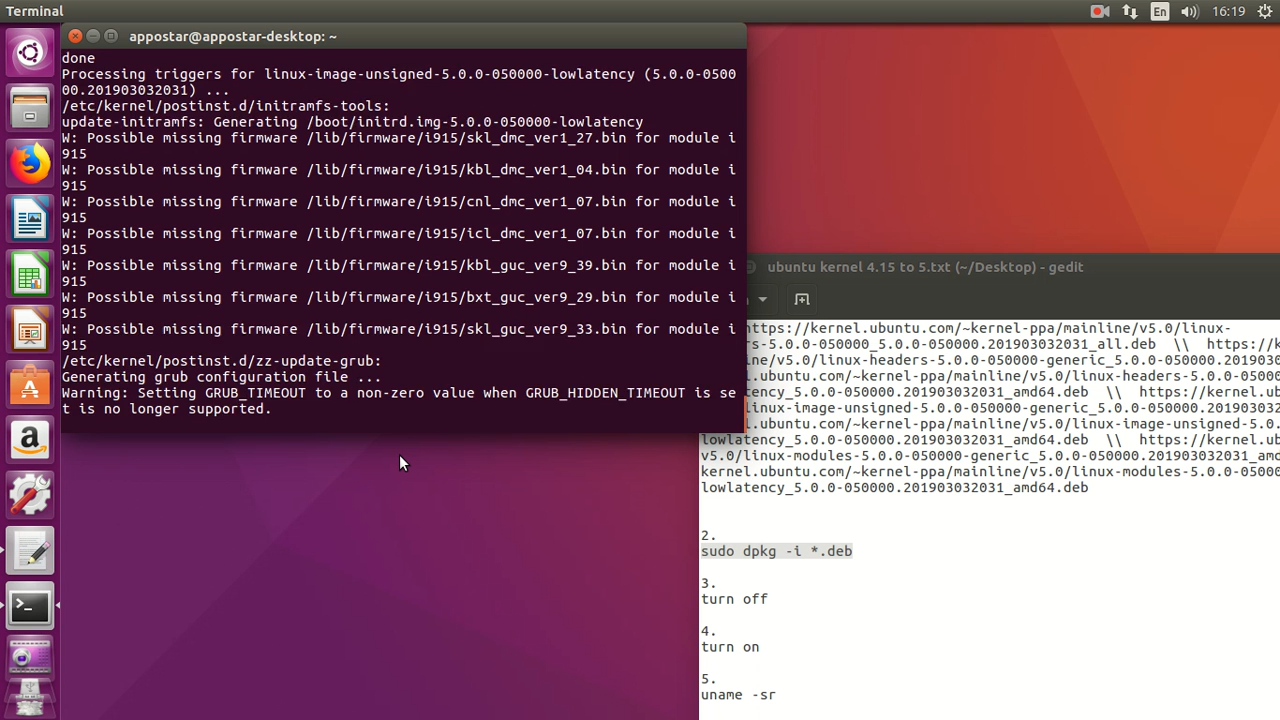 Terminal
En
16:19
appostar@appostar-desktop: ~
done
Processing triggers for linux-image-unsigned-5.0.0-050000-lowlatency (5.0.0-0500
00.201903032031) ...
/etc/kernel/postinst.d/initramfs-tools:
update-initramfs: Generating /boot/initrd.img-5.0.0-050000-lowlatency
W: Possible missing firmware /lib/firmware/i915/skl_dmc_ver1_27.bin for module i
915
W: Possible missing firmware /lib/firmware/i915/kbl_dmc_ver1_04.bin for module i
915
W: Possible missing firmware /lib/firmware/i915/cnl_dmc_ver1_07.bin for module i
915
W: Possible missing firmware /lib/firmware/i915/icl_dmc_ver1_07.bin for module i
915
W: Possible missing firmware /lib/firmware/i915/kbl_guc_ver9_39.bin for module i
915
W: Possible missing firmware /lib/firmware/i915/bxt_guc_ver9_29.bin for module i
915
W: Possible missing firmware /lib/firmware/i915/skl_guc_ver9_33.bin for module i
915
/etc/kernel/postinst.d/zz-update-grub:
Generating grub configuration file ...
Warning: Setting GRUB_TIMEOUT to a non-zero value when GRUB_HIDDEN_TIMEOUT is se
t is no longer supported.
ubuntu kernel 4.15 to 5.txt (~/Desktop) - gedit
https://kernel.ubuntu.com/~kernel-ppa/mainline/v5.0/linux-
rs-5.0.0-050000_5.0.0-050000.201903032031_all.deb \\ https://k
mainline/v5.0/linux-headers-5.0.0-050000-generic_5.0.0-050000.20
.ubuntu.com/~kernel-ppa/mainline/v5.0/linux-headers-5.0.0-050000
lowlatency_5.0.0-050000.201903032031_amd64.deb \\ https://kernel.ub
linux-image-unsigned-5.0.0-050000-generic_5.0.0-050000.20190303
.ubuntu.com/~kernel-ppa/mainline/v5.0/linux-image-unsigned-5.0.
lowlatency_5.0.0-050000.201903032031_amd64.deb \\ https://kernel.ub
v5.0/linux-modules-5.0.0-050000-generic_5.0.0-050000.201903032031_amd
kernel.ubuntu.com/~kernel-ppa/mainline/v5.0/linux-modules-5.0.0-0500
lowlatency_5.0.0-050000.201903032031_amd64.deb
2.
sudo dpkg -i *.deb
3.
turn off
4.
turn on
5.
uname -sr